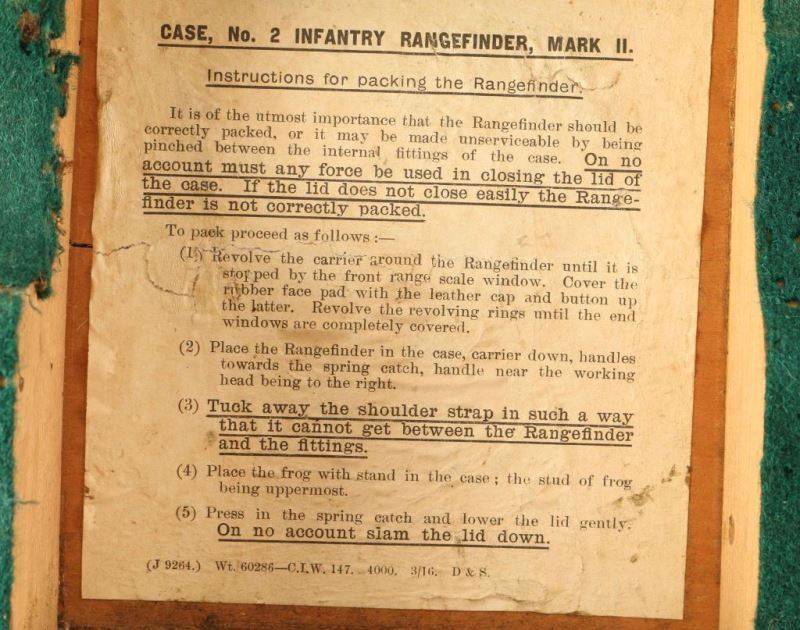 CASE, No. 2 INFANTRY RANGEFINDER, MARK II.
Instructions for packing the Rangefinder.
It is of the utmost importance that the Rangefinder should be
correctly packed, or it may be made unserviceable by being
pinched between the internal fittings of the case. On no
account must any force be used in closing the lid of
the case. If the lid does not close easily the Range-
finder is not correctly packed.
To pack proceed as follows :—
(1) Revolve the carrier around the Rangefinder until it is
stopped by the front range scale window. Cover the
rubber face pad with the leather cap and button up
the latter. Revolve the revolving rings until the end
windows are completely covered.
(2) Place the Rangefinder in the case, carrier down, handles
towards the spring catch, handle near the working
head being to the right.
(3) Tuck away the shoulder strap in such a way
that it cannot get between the Rangefinder
and the fittings.
(4) Place the frog with stand in the case ; the stud of frog
being uppermost.
(5) Press in the spring catch and lower the lid gently.
On no account slam the lid down.
(J 9264.) Wt. 60286—C.I.W. 147. 4000. 3/16. D & S.